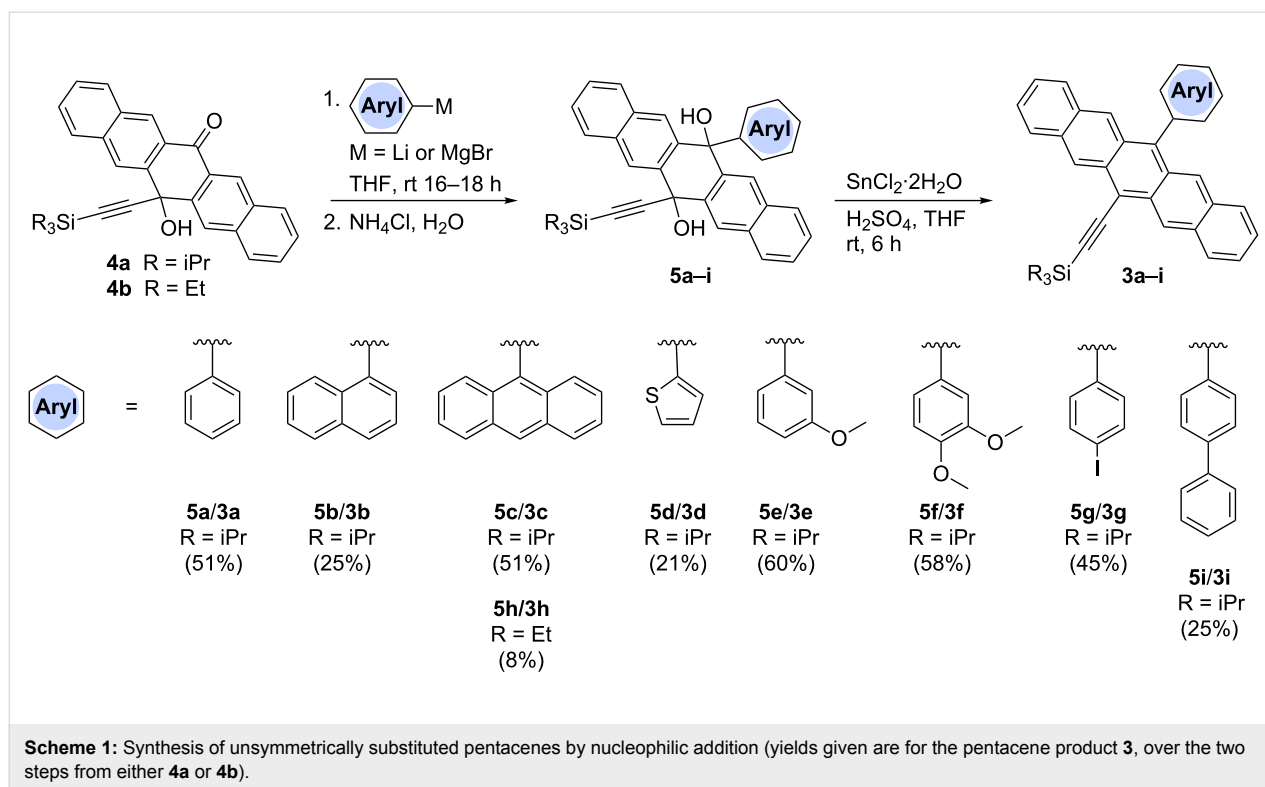 1. Aryl M
M = Li or MgBr
THF, rt 16–18 h
2. NH4Cl, H2O
O
R3Si
OH
4a R = iPr
4b R = Et
HO
Aryl
R3Si
OH
5a–i
SnCl2·2H2O
H2SO4, THF
rt, 6 h
Aryl
R3Si
3a–i
Aryl =
S
O
O
O
I
5a/3a
R = iPr
(51%)
5b/3b
R = iPr
(25%)
5c/3c
R = iPr
(51%)
5h/3h
R = Et
(8%)
5d/3d
R = iPr
(21%)
5e/3e
R = iPr
(60%)
5f/3f
R = iPr
(58%)
5g/3g
R = iPr
(45%)
5i/3i
R = iPr
(25%)
Scheme 1: Synthesis of unsymmetrically substituted pentacenes by nucleophilic addition (yields given are for the pentacene product 3, over the two
steps from either 4a or 4b).